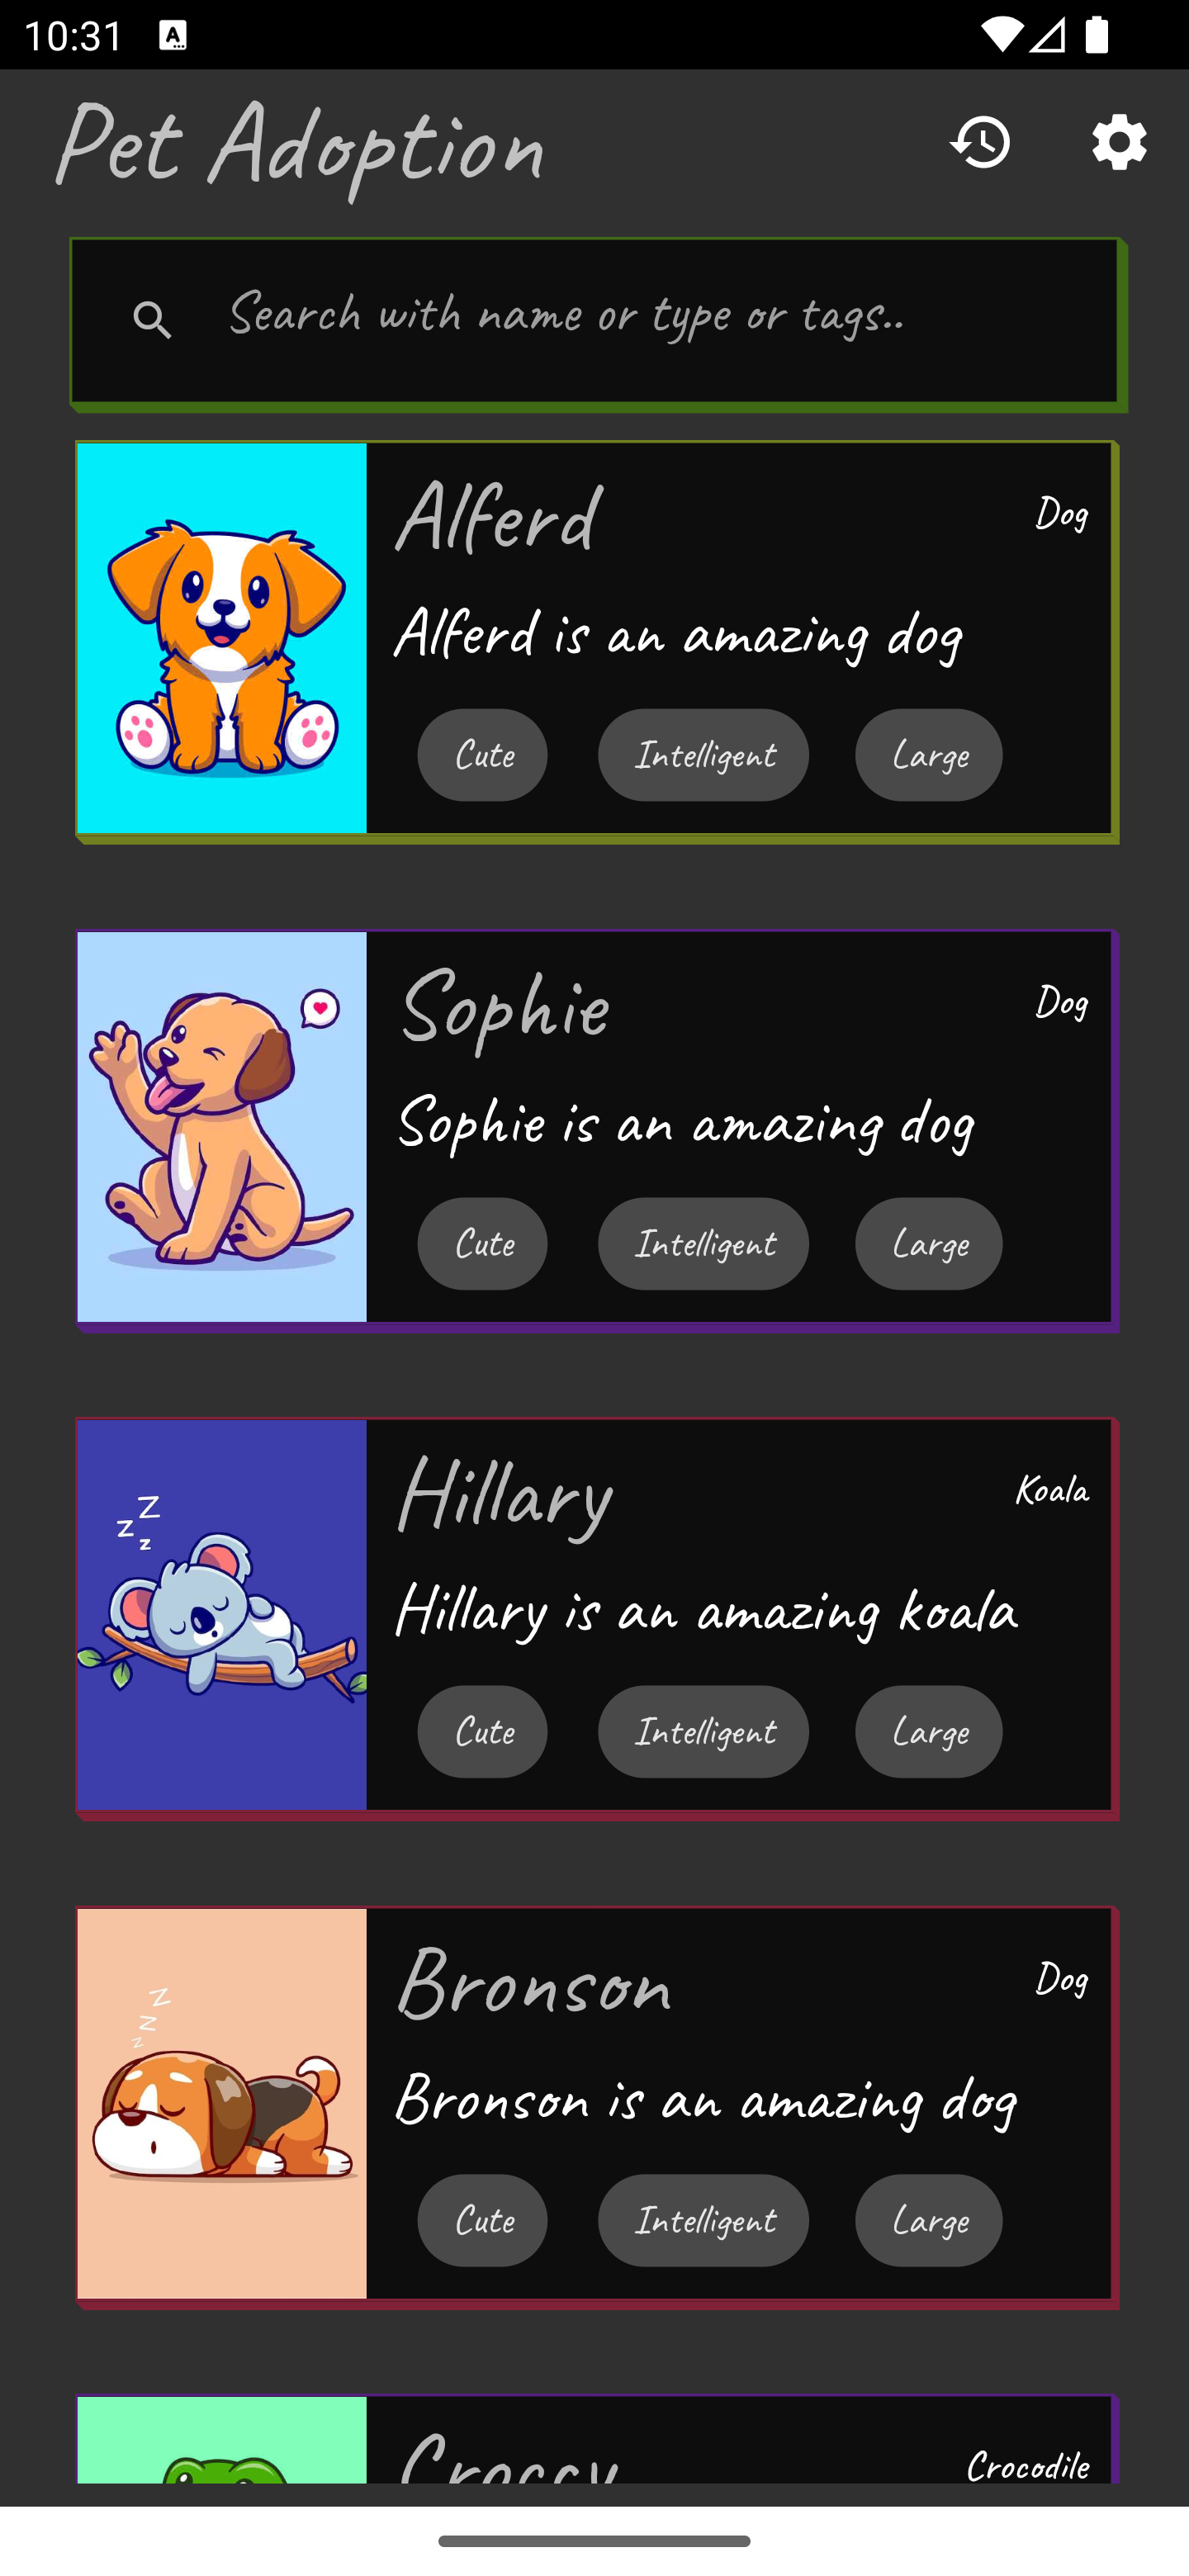 10:31
Pet Adoption
Search with name or type or tags..
Alferd
Dog
Alferd is an amazing dog
Cute Intelligent Large
Sophie
Dog
Sophie is an amazing dog
Cute Intelligent Large
z Z z
Hillary
Koala
Hillary is an amazing koala
Cute Intelligent Large
Z Z z
Bronson
Dog
Bronson is an amazing dog
Cute Intelligent Large
Croccy
Crocodile